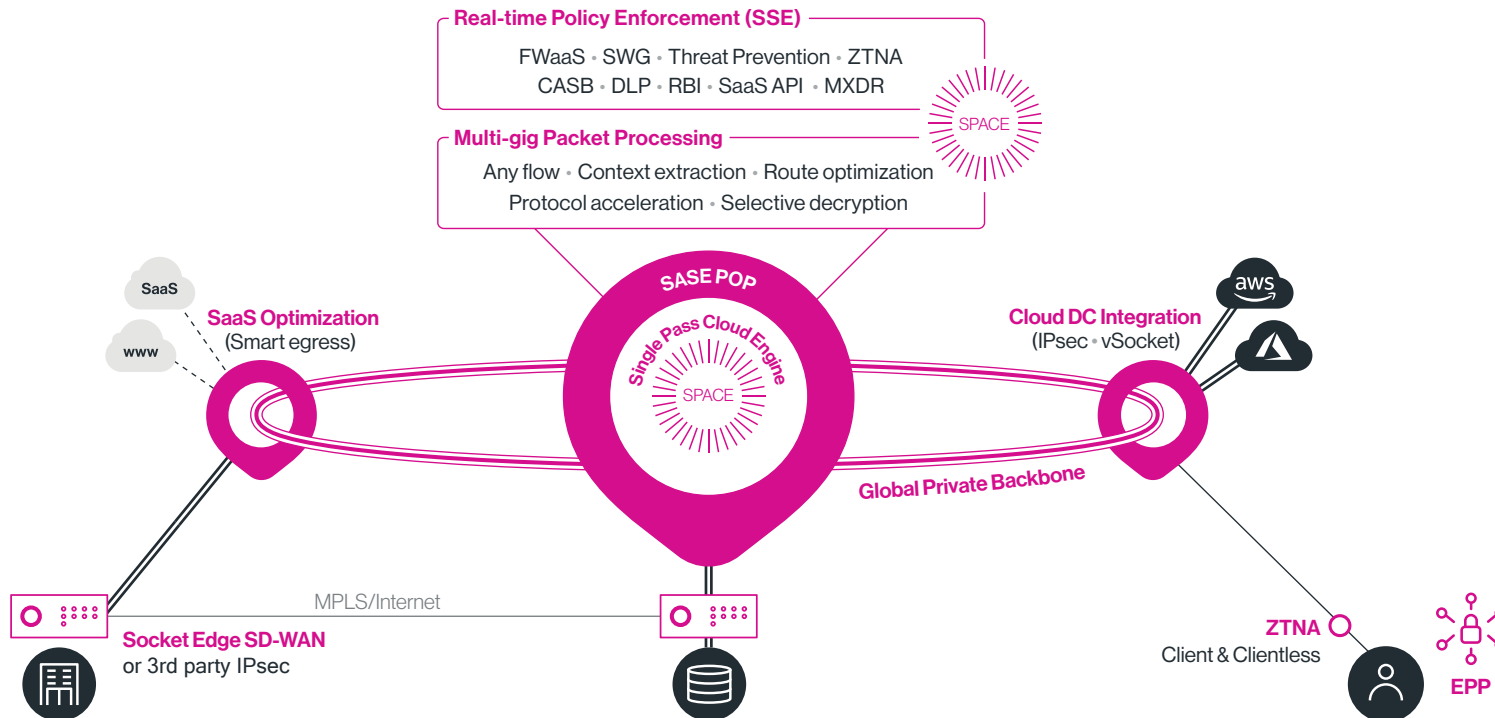 Real-time Policy Enforcement (SSE)
FWaaS • SWG • Threat Prevention • ZTNA
CASB • DLP • RBI • SaaS API • MXDR
SPACE
Multi-gig Packet Processing
Any flow • Context extraction • Route optimization
Protocol acceleration • Selective decryption
SASE POP
Single Pass Cloud Engine
SPACE
SaaS
www
SaaS Optimization
(Smart egress)
Cloud DC Integration
(IPsec • vSocket)
aws
Global Private Backbone
MPLS/Internet
Socket Edge SD-WAN
or 3rd party IPsec
ZTNA
Client & Clientless
EPP